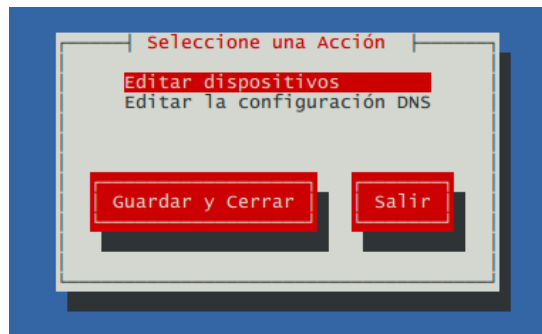 Seleccione una Acción
Editar dispositivos
Editar la configuración DNS
Guardar y Cerrar Salir